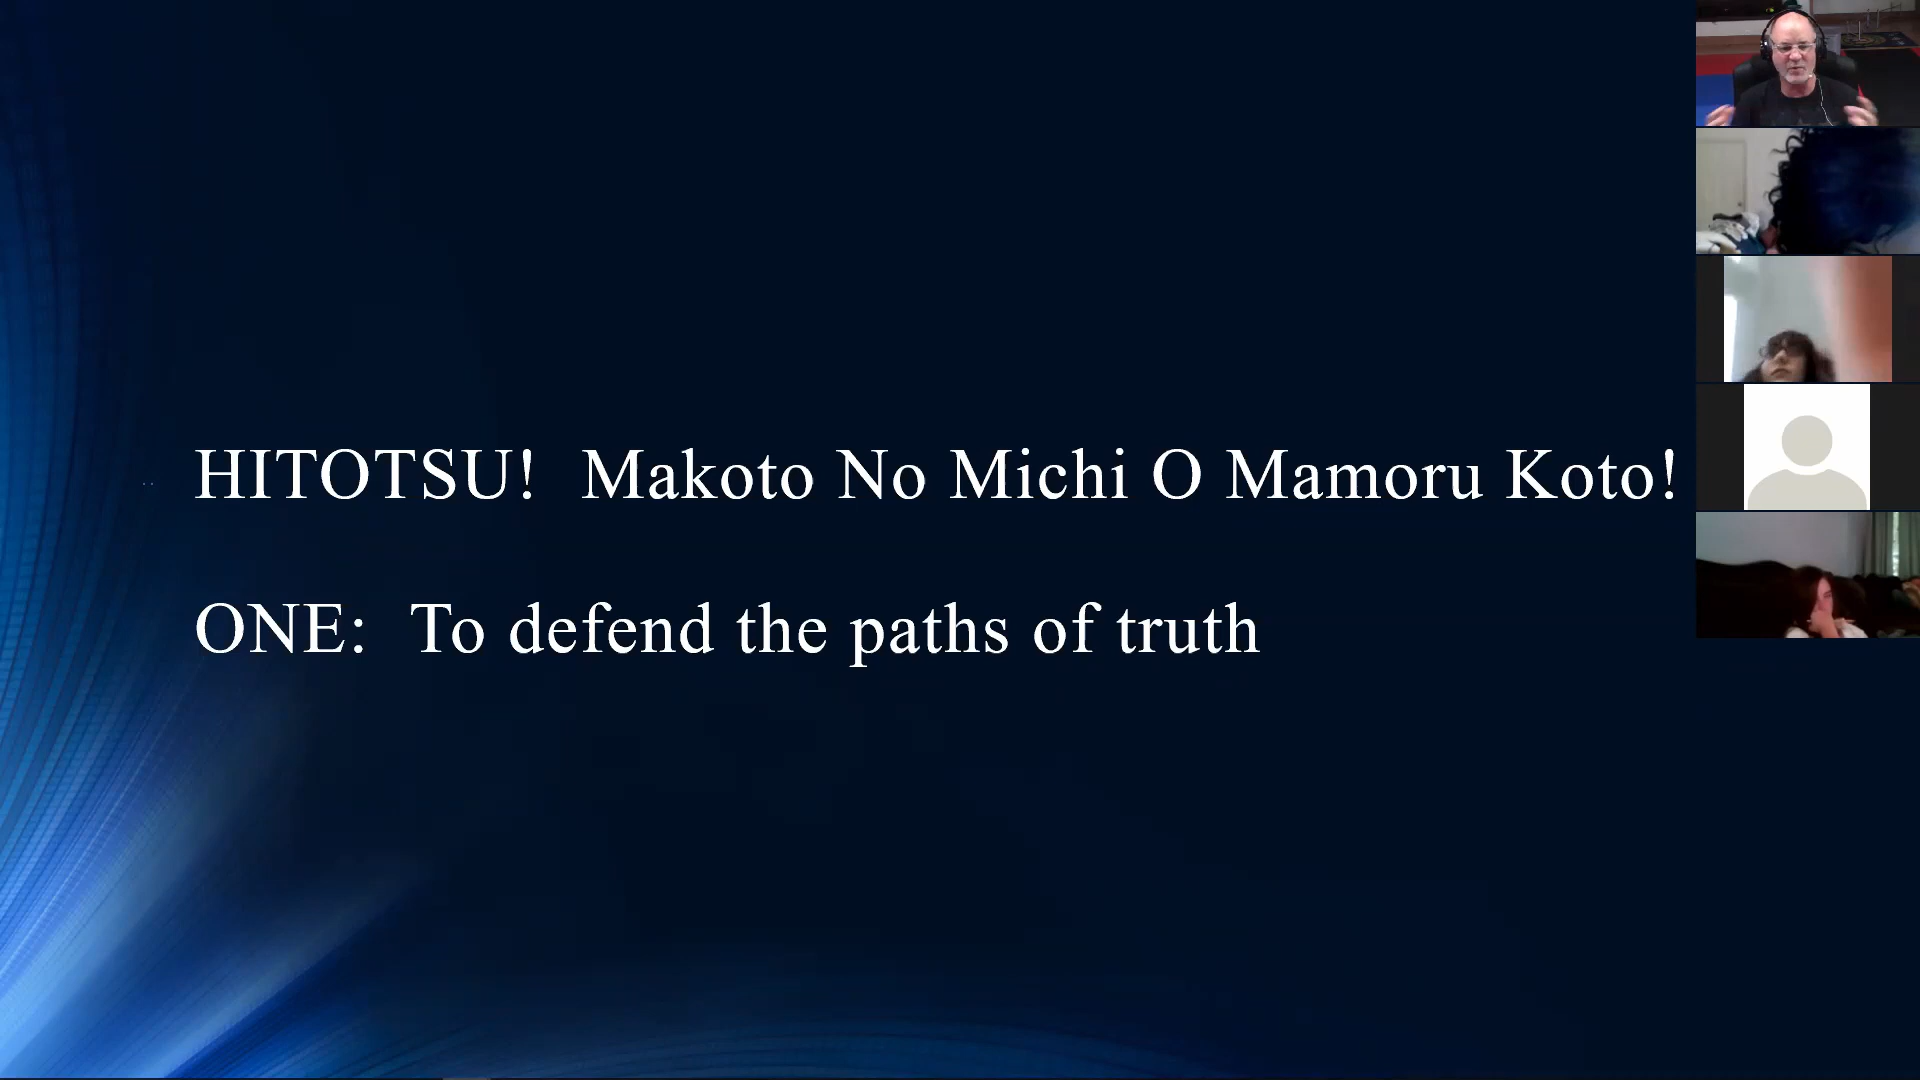 HITOTSU! Makoto No Michi O Mamoru Koto!
ONE: To defend the paths of truth